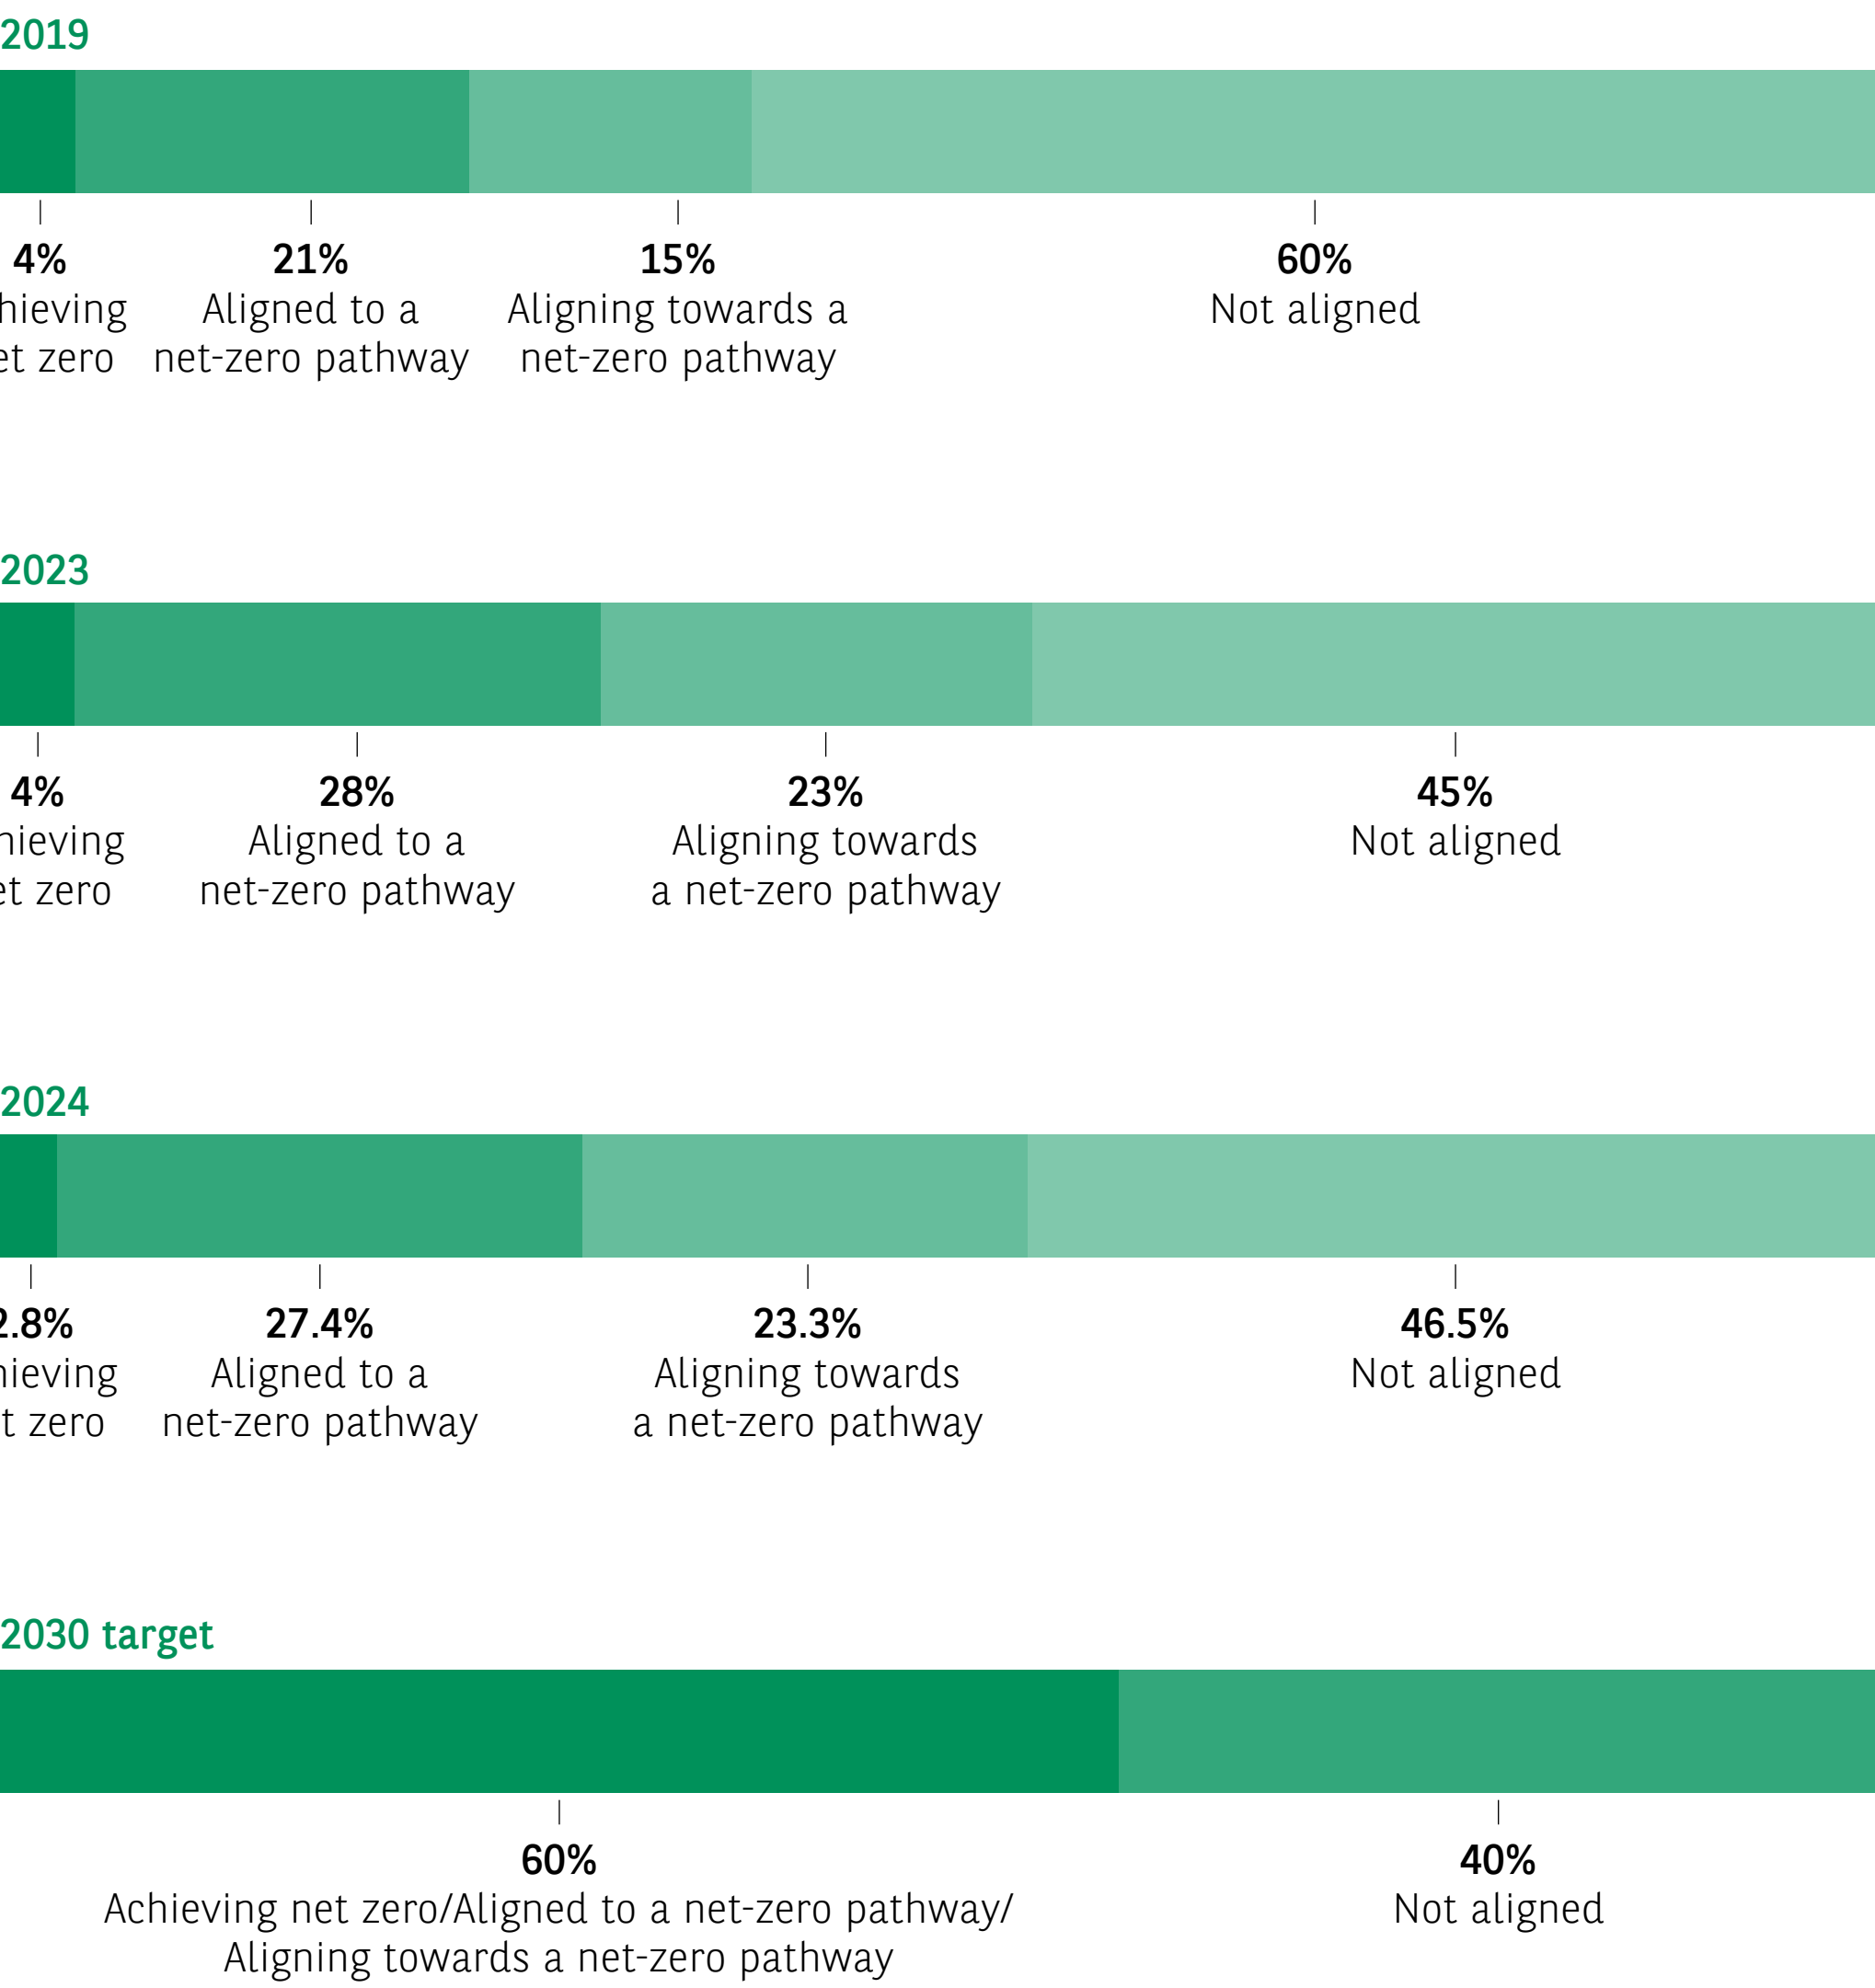 2019
4% 21% 15% 60%
hieving Aligned to a Aligning towards a Not aligned
et zero net-zero pathway net-zero pathway
2023
4% 28% 23% 45%
hieving Aligned to a Aligning towards Not aligned
et zero net-zero pathway a net-zero pathway
2024
2.8% 27.4% 23.3% 46.5%
hieving Aligned to a Aligning towards Not aligned
t zero net-zero pathway a net-zero pathway
2030 target
60% 40%
Achieving net zero/Aligned to a net-zero pathway/ Not aligned
Aligning towards a net-zero pathway